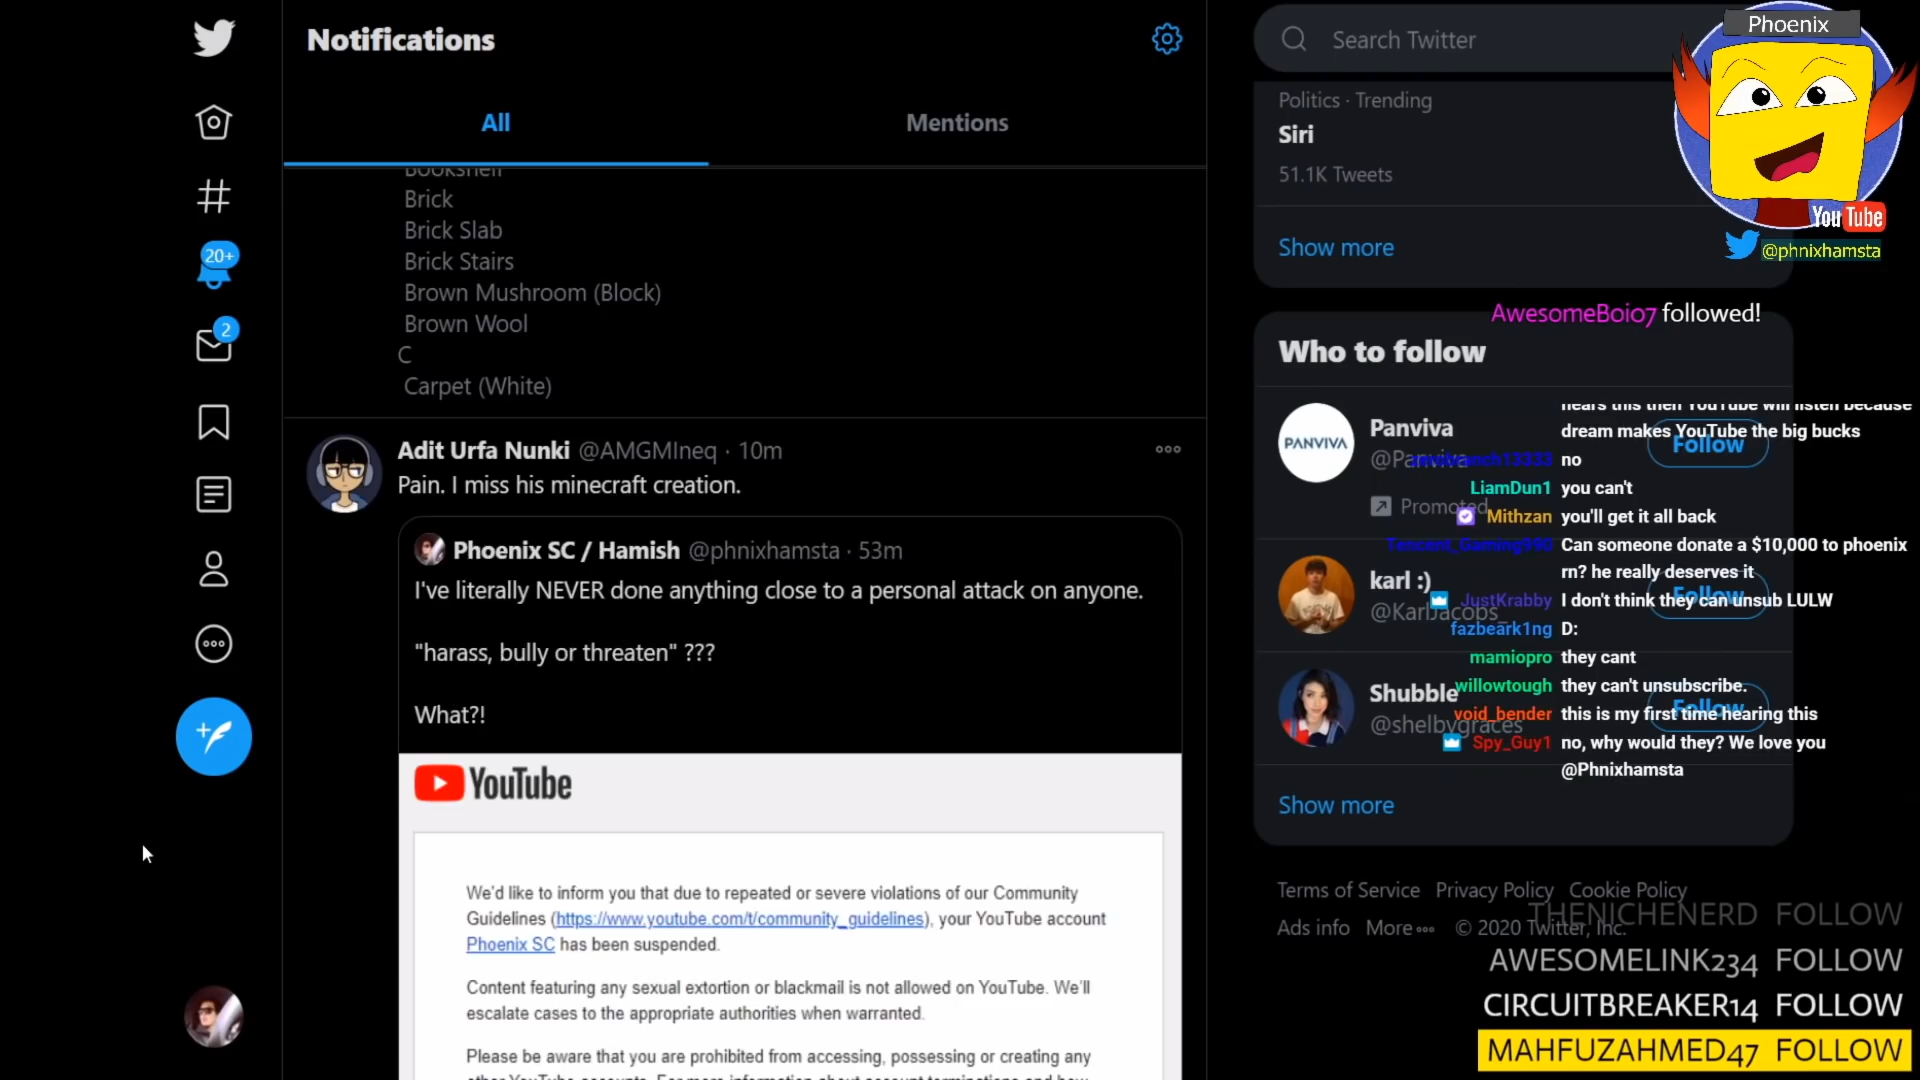 Notifications
All
Mentions
Bookshelf
Brick
Brick Slab
Brick Stairs
Brown Mushroom (Block)
Brown Wool
C
Carpet (White)
20+
2
Adit Urfa Nunki @AMGMIneq · 10m
Pain. I miss his minecraft creation.
Phoenix SC / Hamish @phnixhamsta · 53m
I've literally NEVER done anything close to a personal attack on anyone.
"harass, bully or threaten" ???
What?!
YouTube
We'd like to inform you that due to repeated or severe violations of our Community
Guidelines (https://www.youtube.com/t/community_guidelines), your YouTube account
Phoenix SC has been suspended.
Content featuring any sexual extortion or blackmail is not allowed on YouTube. We'll
escalate cases to the appropriate authorities when warranted.
Please be aware that you are prohibited from accessing, possessing or creating any
Search Twitter
Politics · Trending
Siri
51.1K Tweets
Show more
Phoenix
YouTube
@phnixhamsta
AwesomeBoi07 followed!
Who to follow
PANVIVA
Panviva
@Panviva
Promoted
Follow
karl :)
@KarlJacobs_
Follow
Shubble
@shelbygraces
Follow
Show more
hears this then YouTube will listen because
dream makes YouTube the big bucks
no
LiamDun1 you can't
Mithzan you'll get it all back
Tencent_Gaming990 Can someone donate a $10,000 to phoenix
rn? he really deserves it
JustKrabby I don't think they can unsub LULW
fazbeark1ng D:
mamiopro they cant
willowtough they can't unsubscribe.
void_bender this is my first time hearing this
Spy_Guy1 no, why would they? We love you
@Phnixhamsta
Terms of Service Privacy Policy Cookie Policy
Ads info More © 2020 Twitter, Inc.
THENICHENERD FOLLOW
AWESOMELINK234 FOLLOW
CIRCUITBREAKER14 FOLLOW
MAHFUZAHMED47 FOLLOW